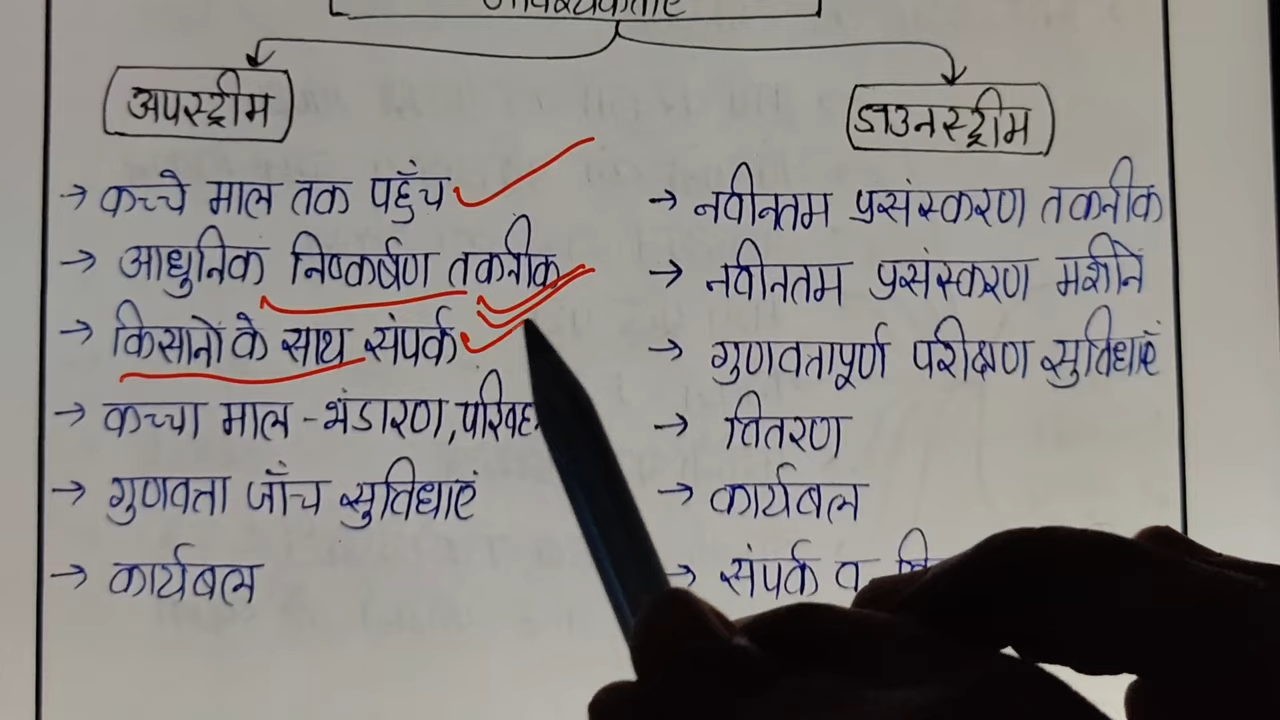 अपस्ट्रीम
→ कच्चे माल तक पहुँच
→ आधुनिक निष्कर्षण तकनीक
→ किसानों के साथ संपर्क
→ कच्चा माल - भंडारण,
→ गुणवता जाँच सुविधाएं
→ कार्यबल
डाउनस्ट्रीम
→ नवीनतम प्रसंस्करण तकनीक
→ नवीनतम प्रसंस्करण मशीनें
→ गुणवतापूर्ण परीक्षण सुविधाएं
→ वितरण
→ कार्यबल
→ संपर्क व